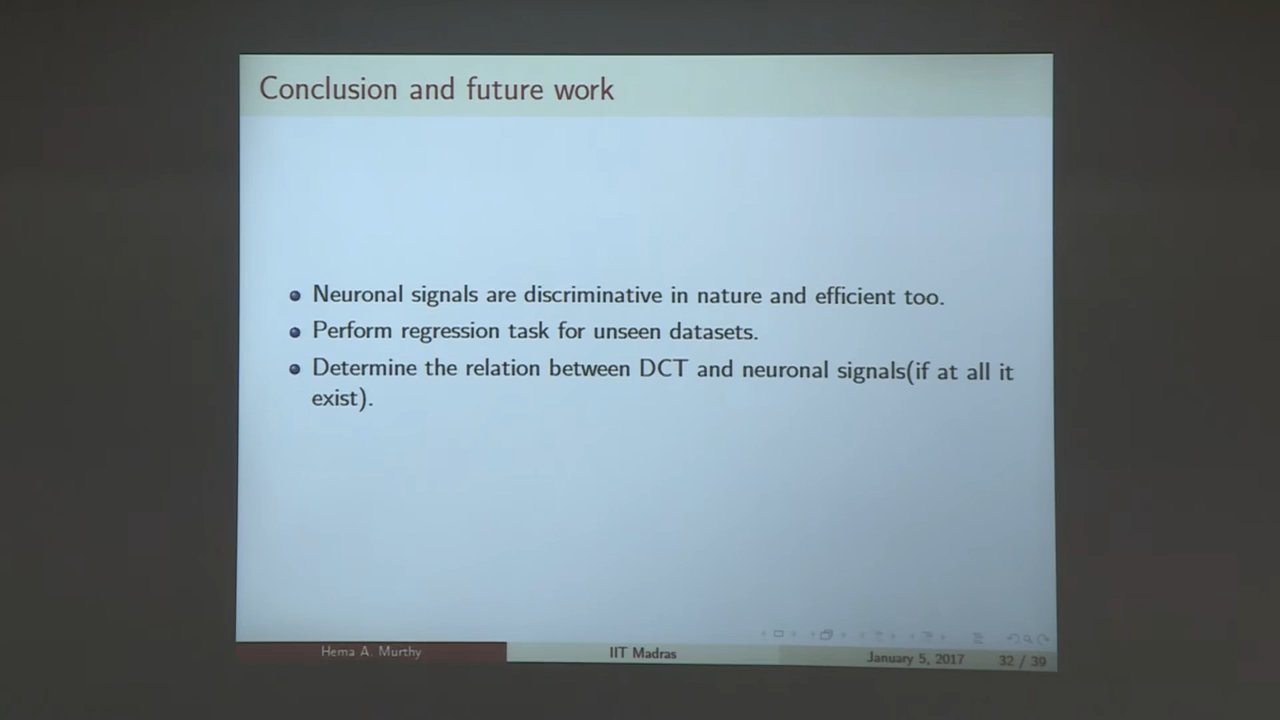 Conclusion and future work
Neuronal signals are discriminative in nature and efficient too.
Perform regression task for unseen datasets.
Determine the relation between DCT and neuronal signals(if at all it
exist).
Hema A. Murthy
IIT Madras
January 5, 2017
32 / 39